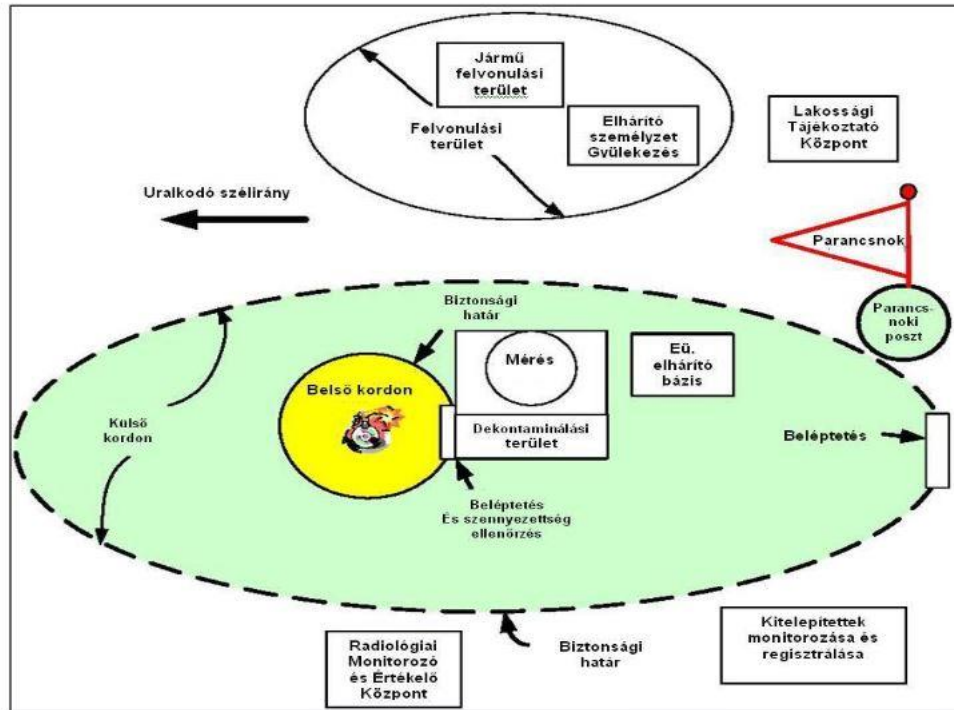 Jármű
felvonulási
terület
Felvonulási
terület
Elhárító
személyzet
Gyülekezés
Lakossági
Tájékoztató
Központ
Uralkodó szélirány
Parancsnok
Parancs-
noki
poszt
Biztonsági
határ
Mérés
Eü.
elhárító
bázis
Belső kordon
Dekontaminálási
terület
Külső
kordon
Beléptetés
Beléptetés
És szennyezettség
ellenőrzés
Radiológiai
Monitorozó
és Értékelő
Központ
Biztonsági
határ
Kitelepítettek
monitorozása és
regisztrálása